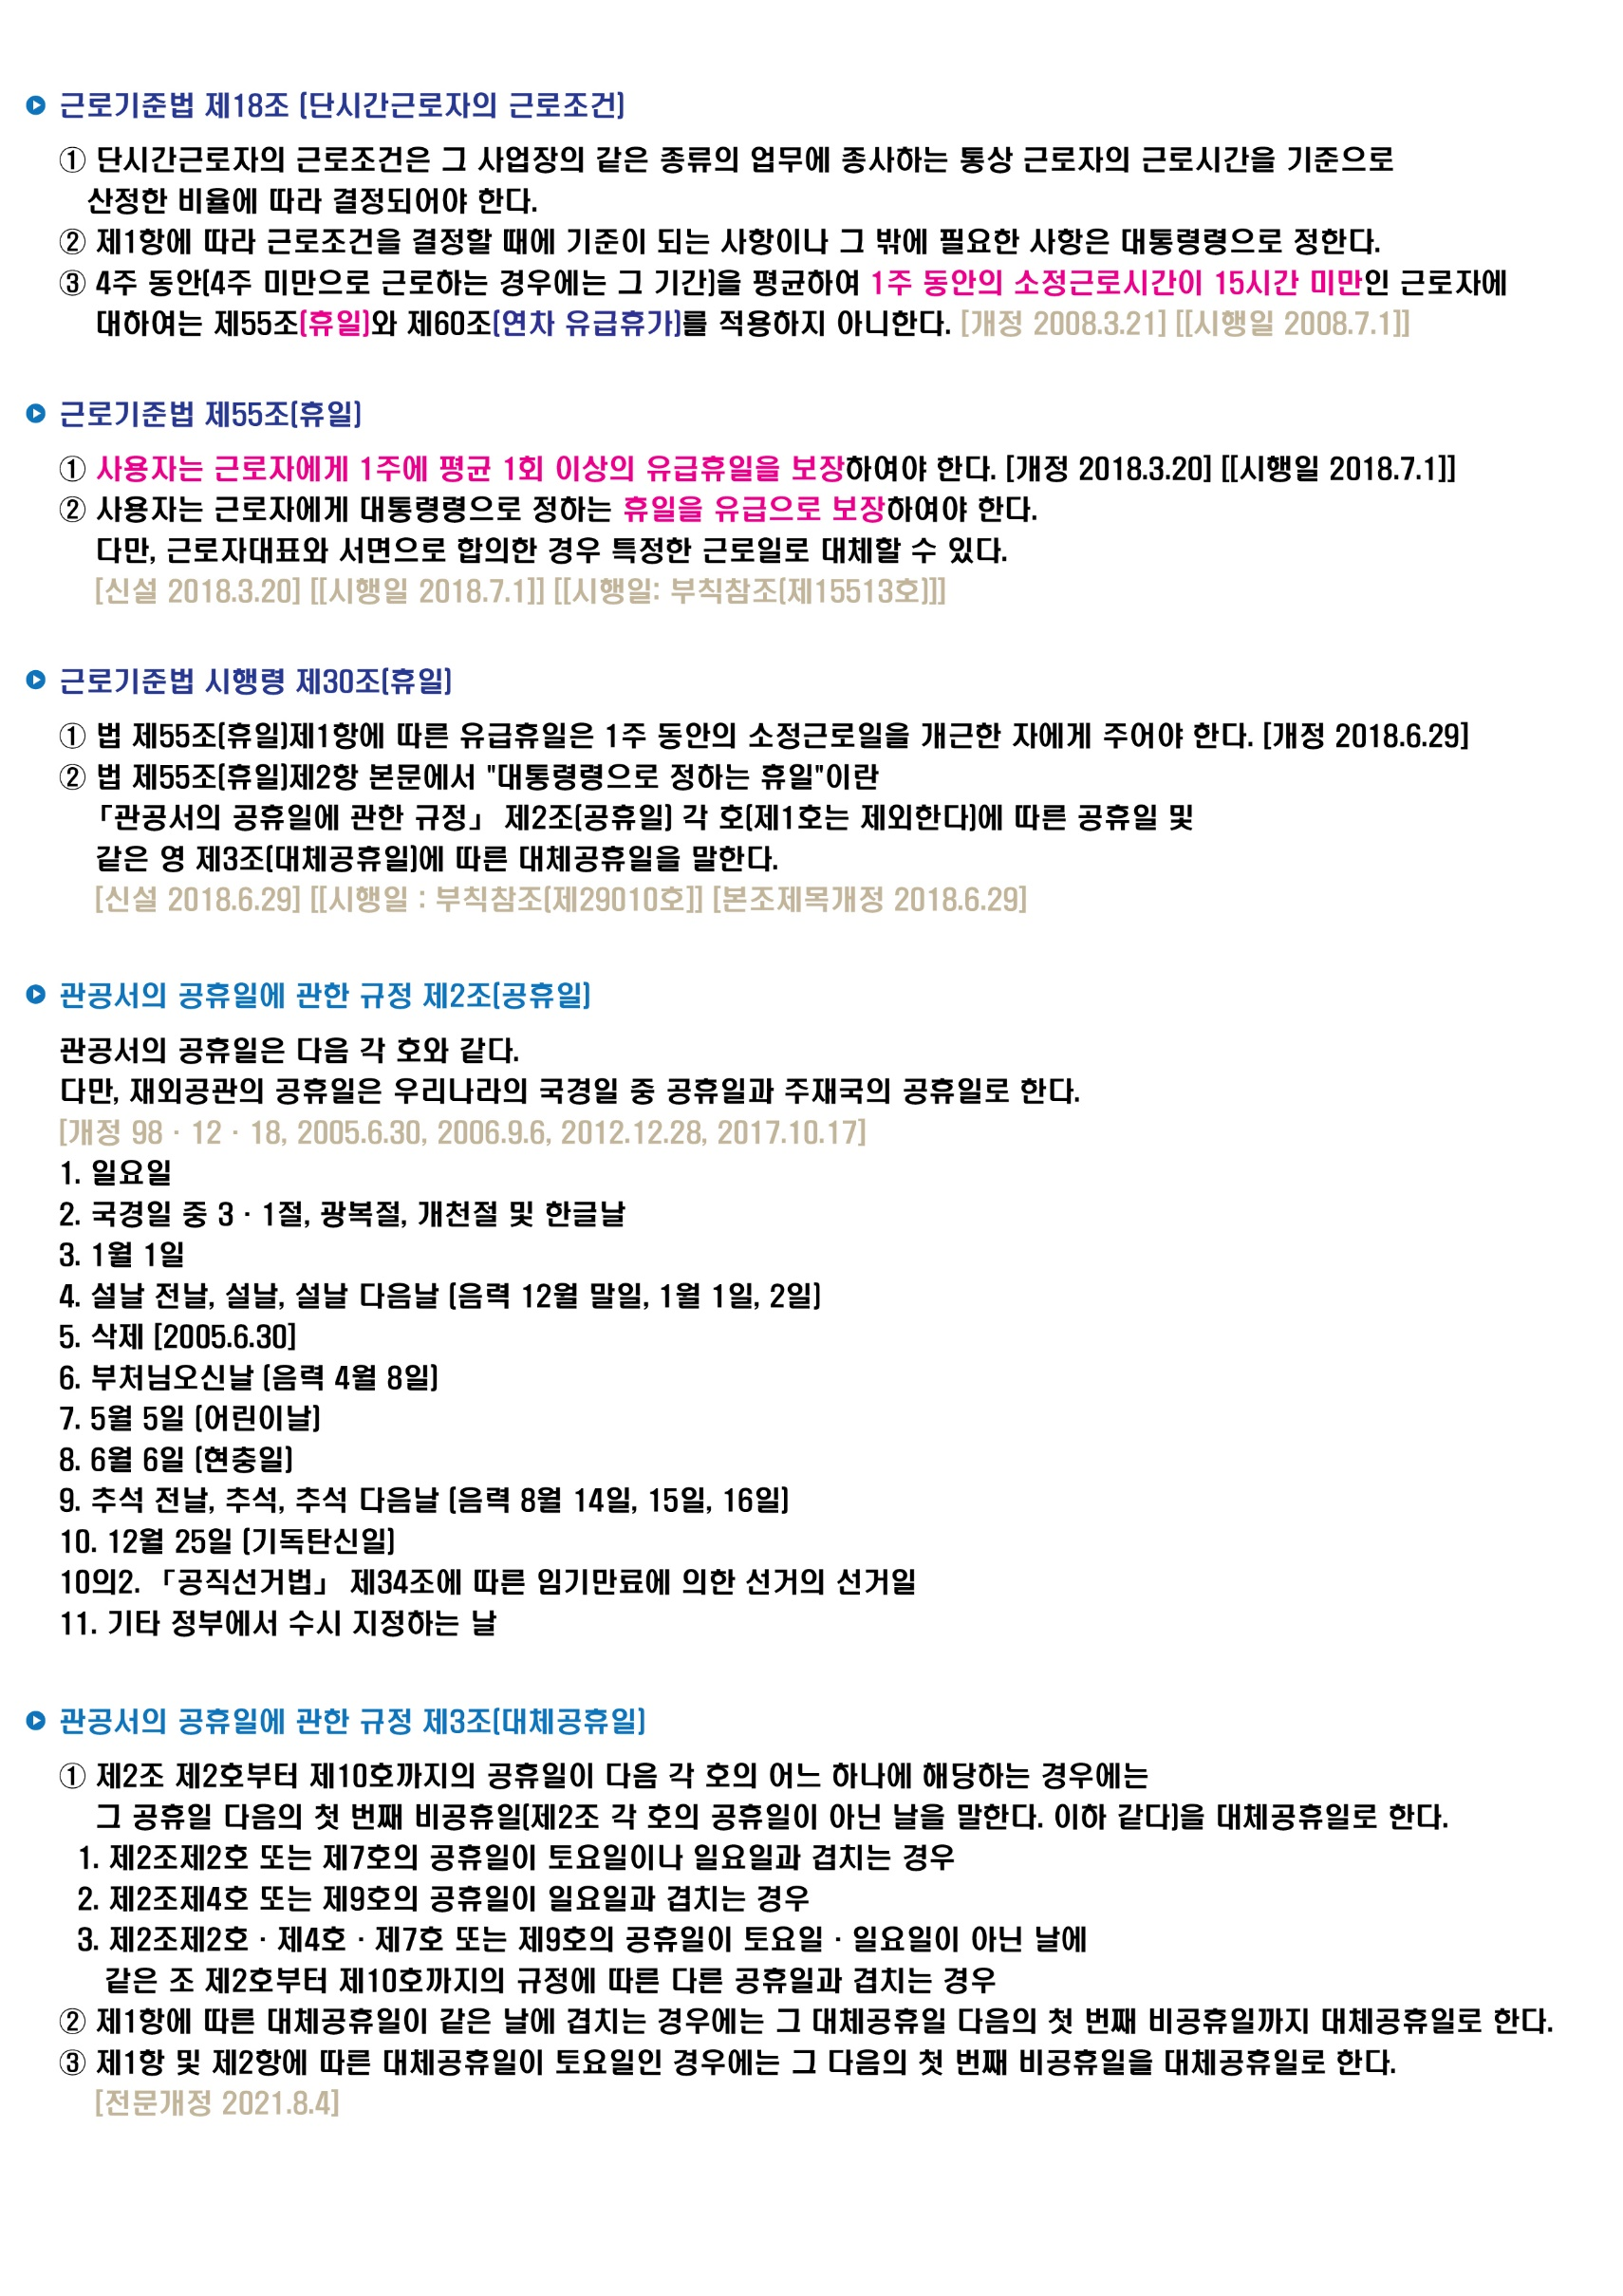 근로기준법 제18조 (단시간근로자의 근로조건)
① 단시간근로자의 근로조건은 그 사업장의 같은 종류의 업무에 종사하는 통상 근로자의 근로시간을 기준으로
산정한 비율에 따라 결정되어야 한다.
② 제1항에 따라 근로조건을 결정할 때에 기준이 되는 사항이나 그 밖에 필요한 사항은 대통령령으로 정한다.
③ 4주 동안(4주 미만으로 근로하는 경우에는 그 기간)을 평균하여 1주 동안의 소정근로시간이 15시간 미만인 근로자에
대하여는 제55조(휴일)와 제60조(연차 유급휴가)를 적용하지 아니한다. [개정 2008.3.21] [[시행일 2008.7.1]]
근로기준법 제55조(휴일)
① 사용자는 근로자에게 1주에 평균 1회 이상의 유급휴일을 보장하여야 한다. [개정 2018.3.20] [[시행일 2018.7.1]]
② 사용자는 근로자에게 대통령령으로 정하는 휴일을 유급으로 보장하여야 한다.
다만, 근로자대표와 서면으로 합의한 경우 특정한 근로일로 대체할 수 있다.
[신설 2018.3.20] [[시행일 2018.7.1]] [[시행일: 부칙참조(제15513호)]]
근로기준법 시행령 제30조(휴일)
① 법 제55조(휴일)제1항에 따른 유급휴일은 1주 동안의 소정근로일을 개근한 자에게 주어야 한다. [개정 2018.6.29]
② 법 제55조(휴일)제2항 본문에서 "대통령령으로 정하는 휴일"이란
「관공서의 공휴일에 관한 규정」 제2조(공휴일) 각 호(제1호는 제외한다)에 따른 공휴일 및
같은 영 제3조(대체공휴일)에 따른 대체공휴일을 말한다.
[신설 2018.6.29] [[시행일 : 부칙참조(제29010호]] [본조제목개정 2018.6.29]
관공서의 공휴일에 관한 규정 제2조(공휴일)
관공서의 공휴일은 다음 각 호와 같다.
다만, 재외공관의 공휴일은 우리나라의 국경일 중 공휴일과 주재국의 공휴일로 한다.
[개정 98 · 12 · 18, 2005.6.30, 2006.9.6, 2012.12.28, 2017.10.17]
1. 일요일
2. 국경일 중 3 · 1절, 광복절, 개천절 및 한글날
3. 1월 1일
4. 설날 전날, 설날, 설날 다음날 (음력 12월 말일, 1월 1일, 2일)
5. 삭제 [2005.6.30]
6. 부처님오신날 (음력 4월 8일)
7. 5월 5일 (어린이날)
8. 6월 6일 (현충일)
9. 추석 전날, 추석, 추석 다음날 (음력 8월 14일, 15일, 16일)
10. 12월 25일 (기독탄신일)
10의2. 「공직선거법」 제34조에 따른 임기만료에 의한 선거의 선거일
11. 기타 정부에서 수시 지정하는 날
관공서의 공휴일에 관한 규정 제3조(대체공휴일)
① 제2조 제2호부터 제10호까지의 공휴일이 다음 각 호의 어느 하나에 해당하는 경우에는
그 공휴일 다음의 첫 번째 비공휴일(제2조 각 호의 공휴일이 아닌 날을 말한다. 이하 같다)을 대체공휴일로 한다.
1. 제2조제2호 또는 제7호의 공휴일이 토요일이나 일요일과 겹치는 경우
2. 제2조제4호 또는 제9호의 공휴일이 일요일과 겹치는 경우
3. 제2조제2호 · 제4호 · 제7호 또는 제9호의 공휴일이 토요일 · 일요일이 아닌 날에
같은 조 제2호부터 제10호까지의 규정에 따른 다른 공휴일과 겹치는 경우
② 제1항에 따른 대체공휴일이 같은 날에 겹치는 경우에는 그 대체공휴일 다음의 첫 번째 비공휴일까지 대체공휴일로 한다.
③ 제1항 및 제2항에 따른 대체공휴일이 토요일인 경우에는 그 다음의 첫 번째 비공휴일을 대체공휴일로 한다.
[전문개정 2021.8.4]